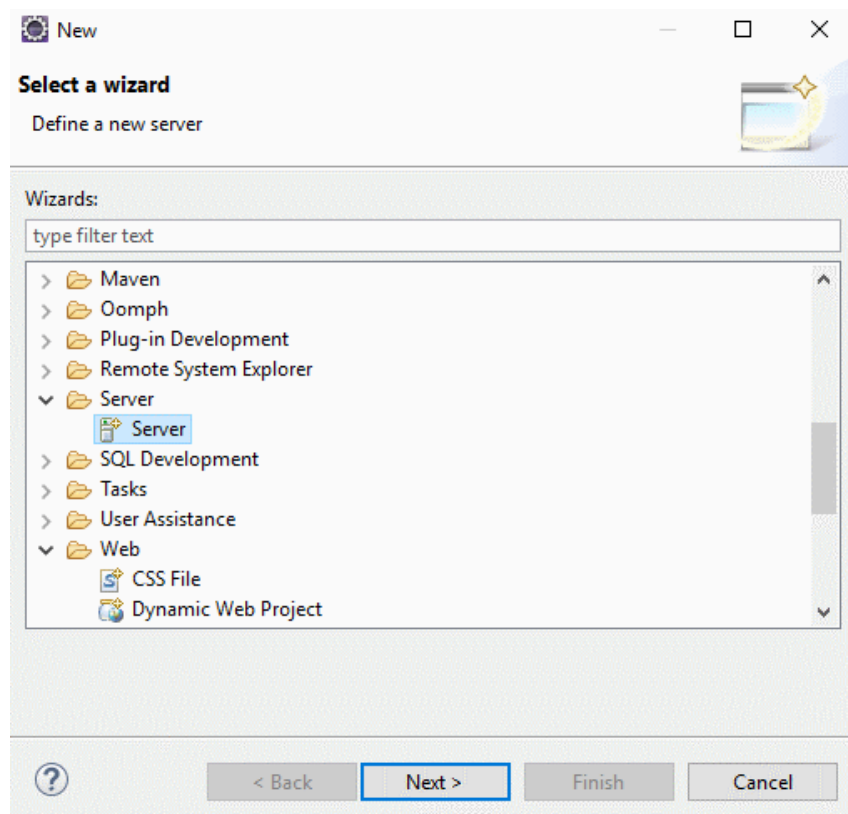 New
Select a wizard
Define a new server
Wizards:
type filter text
Maven
Oomph
Plug-in Development
Remote System Explorer
Server
Server
SQL Development
Tasks
User Assistance
Web
CSS File
Dynamic Web Project
? < Back Next > Finish Cancel